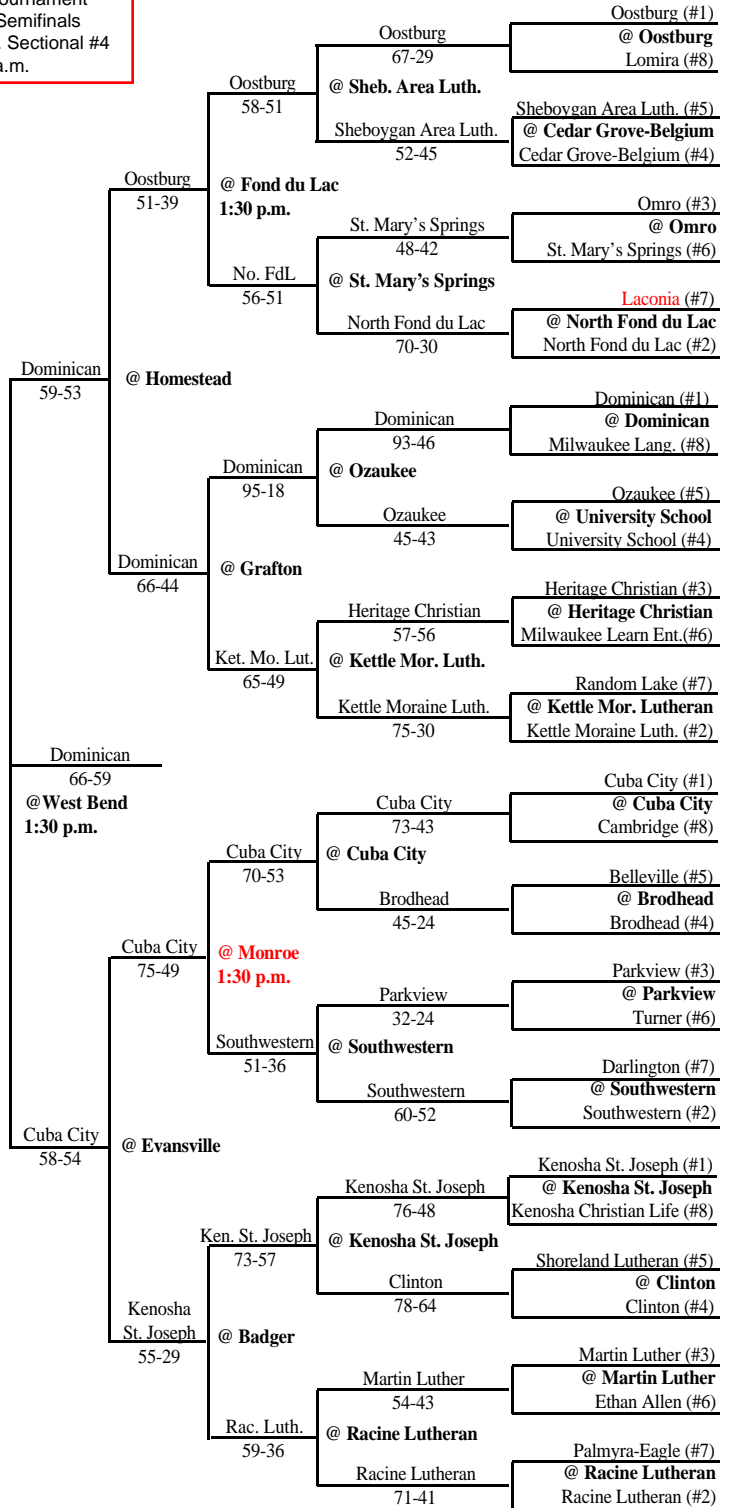 ournament
Semifinals
. Sectional #4
a.m.
Oostburg (#1)
@ Oostburg
Lomira (#8)
Oostburg
67-29
@ Sheb. Area Luth.
Sheboygan Area Luth. (#5)
@ Cedar Grove-Belgium
Cedar Grove-Belgium (#4)
Sheboygan Area Luth.
52-45
Oostburg
58-51
@ Fond du Lac
1:30 p.m.
Omro (#3)
@ Omro
St. Mary's Springs (#6)
St. Mary's Springs
48-42
@ St. Mary's Springs
Laconia (#7)
@ North Fond du Lac
North Fond du Lac (#2)
North Fond du Lac
70-30
No. FdL
56-51
Oostburg
51-39
@ Homestead
Dominican (#1)
@ Dominican
Milwaukee Lang. (#8)
Dominican
93-46
@ Ozaukee
Ozaukee (#5)
@ University School
University School (#4)
Ozaukee
45-43
Dominican
95-18
@ Grafton
Heritage Christian (#3)
@ Heritage Christian
Milwaukee Learn Ent.(#6)
Heritage Christian
57-56
@ Kettle Mor. Luth.
Random Lake (#7)
@ Kettle Mor. Lutheran
Kettle Moraine Luth. (#2)
Kettle Moraine Luth.
75-30
Ket. Mo. Lut.
65-49
Dominican
66-44
Dominican
59-53
Dominican
66-59
@West Bend
1:30 p.m.
Cuba City (#1)
@ Cuba City
Cambridge (#8)
Cuba City
73-43
@ Cuba City
Belleville (#5)
@ Brodhead
Brodhead (#4)
Brodhead
45-24
Cuba City
70-53
@ Monroe
1:30 p.m.
Parkview (#3)
@ Parkview
Turner (#6)
Parkview
32-24
@ Southwestern
Darlington (#7)
@ Southwestern
Southwestern (#2)
Southwestern
60-52
Southwestern
51-36
Cuba City
75-49
@ Evansville
Cuba City
58-54
Kenosha St. Joseph (#1)
@ Kenosha St. Joseph
Kenosha Christian Life (#8)
Kenosha St. Joseph
76-48
@ Kenosha St. Joseph
Shoreland Lutheran (#5)
@ Clinton
Clinton (#4)
Clinton
78-64
Ken. St. Joseph
73-57
@ Badger
Martin Luther (#3)
@ Martin Luther
Ethan Allen (#6)
Martin Luther
54-43
@ Racine Lutheran
Palmyra-Eagle (#7)
@ Racine Lutheran
Racine Lutheran (#2)
Racine Lutheran
71-41
Rac. Luth.
59-36
Kenosha
St. Joseph
55-29